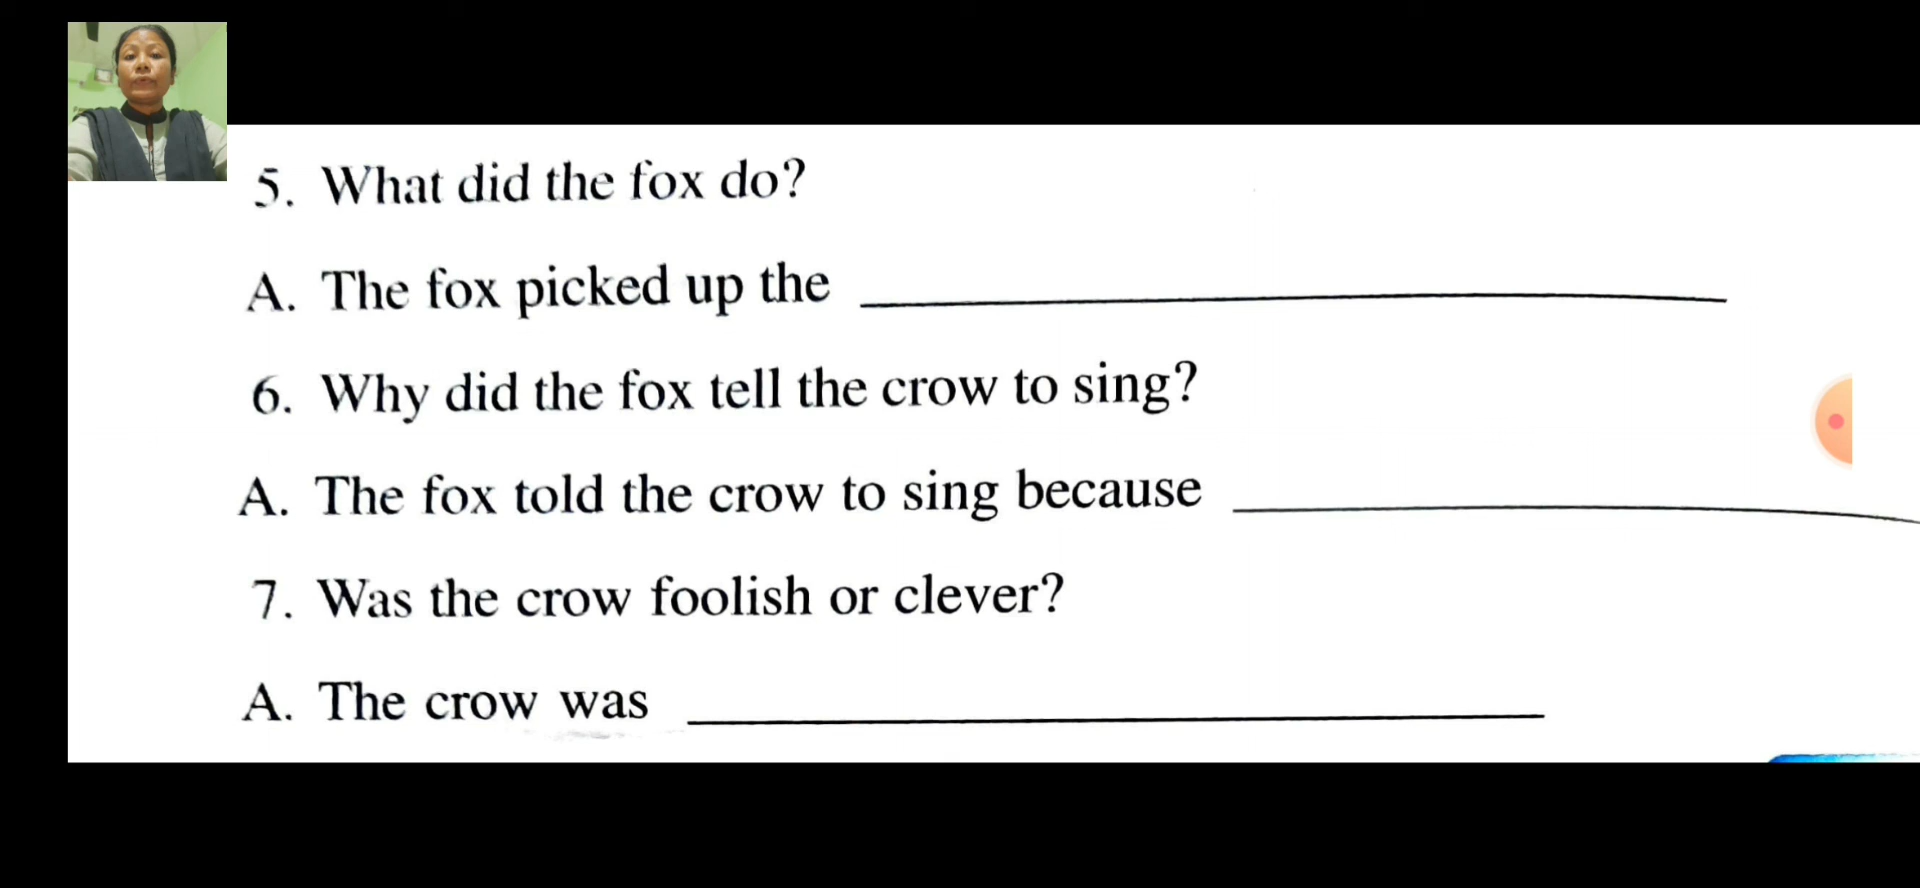 5. What did the fox do?
A. The fox picked up the
6. Why did the fox tell the crow to sing?
A. The fox told the crow to sing because
7. Was the crow foolish or clever?
A. The crow was